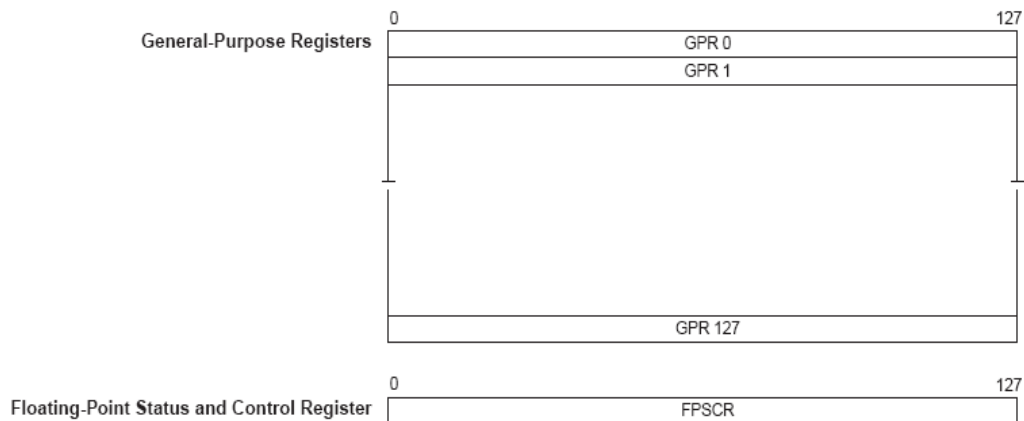 0 127
General-Purpose Registers GPR 0
GPR 1
GPR 127
0 127
Floating-Point Status and Control Register FPSCR